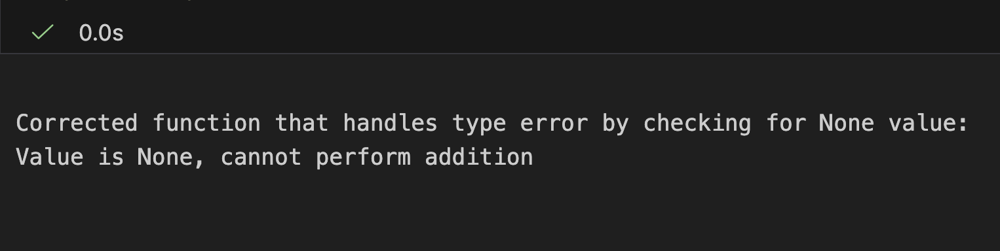 0.0s
Corrected function that handles type error by checking for None value:
Value is None, cannot perform addition